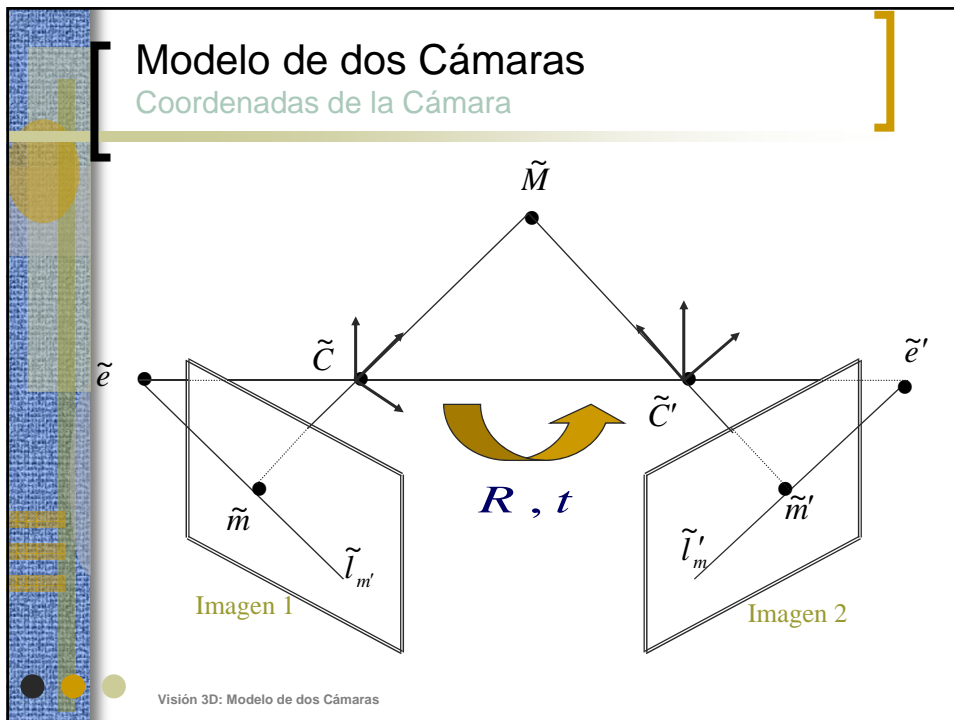 Modelo de dos Cámaras
Coordenadas de la Cámara
M̃
C̃
ẽ
ẽ'
C̃'
R , t
m̃
m̃'
l̃ₘ'
l̃'ₘ
Imagen 1
Imagen 2
Visión 3D: Modelo de dos Cámaras